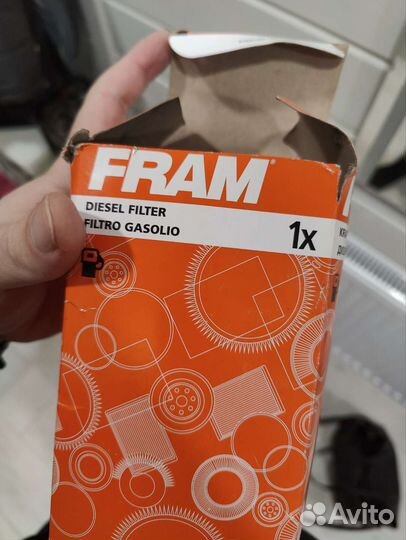 FRAM
DIESEL FILTER
FILTRO GASOLIO
1x
Avito